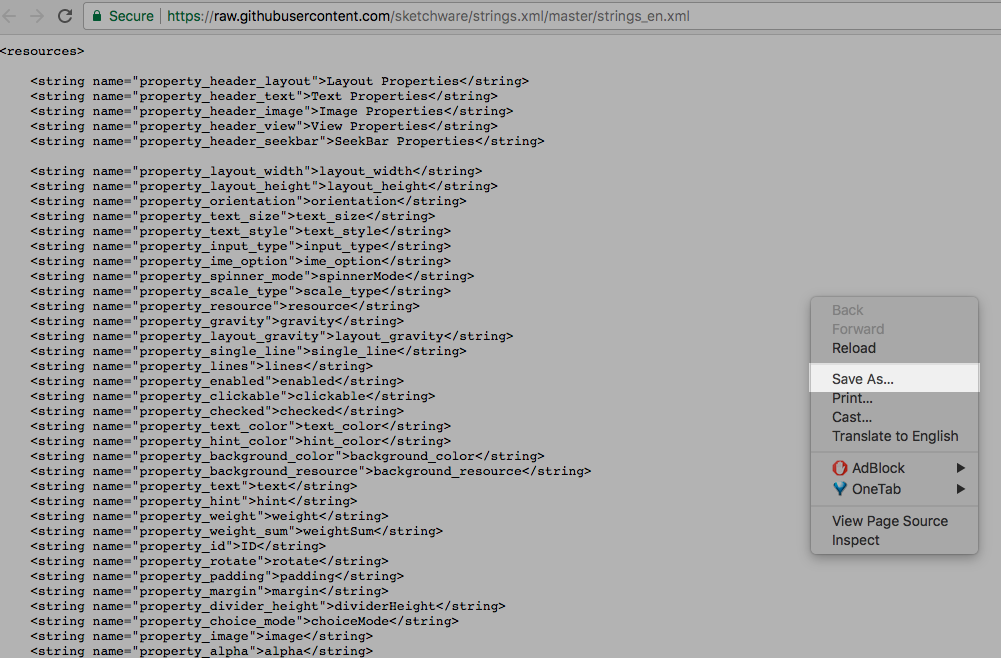 Secure https://raw.githubusercontent.com/sketchware/strings.xml/master/strings_en.xml
<resources>
<string name="property_header_layout">Layout Properties</string>
<string name="property_header_text">Text Properties</string>
<string name="property_header_image">Image Properties</string>
<string name="property_header_view">View Properties</string>
<string name="property_header_seekbar">SeekBar Properties</string>
<string name="property_layout_width">layout_width</string>
<string name="property_layout_height">layout_height</string>
<string name="property_orientation">orientation</string>
<string name="property_text_size">text_size</string>
<string name="property_text_style">text_style</string>
<string name="property_input_type">input_type</string>
<string name="property_ime_option">ime_option</string>
<string name="property_spinner_mode">spinnerMode</string>
<string name="property_scale_type">scale_type</string>
<string name="property_resource">resource</string>
<string name="property_gravity">gravity</string>
<string name="property_layout_gravity">layout_gravity</string>
<string name="property_single_line">single_line</string>
<string name="property_lines">lines</string>
<string name="property_enabled">enabled</string>
<string name="property_clickable">clickable</string>
<string name="property_checked">checked</string>
<string name="property_text_color">text_color</string>
<string name="property_hint_color">hint_color</string>
<string name="property_background_color">background_color</string>
<string name="property_background_resource">background_resource</string>
<string name="property_text">text</string>
<string name="property_hint">hint</string>
<string name="property_weight">weight</string>
<string name="property_weight_sum">weightSum</string>
<string name="property_id">ID</string>
<string name="property_rotate">rotate</string>
<string name="property_padding">padding</string>
<string name="property_margin">margin</string>
<string name="property_divider_height">dividerHeight</string>
<string name="property_choice_mode">choiceMode</string>
<string name="property_image">image</string>
<string name="property_alpha">alpha</string>
Back
Forward
Reload
Save As...
Print...
Cast...
Translate to English
AdBlock
OneTab
View Page Source
Inspect